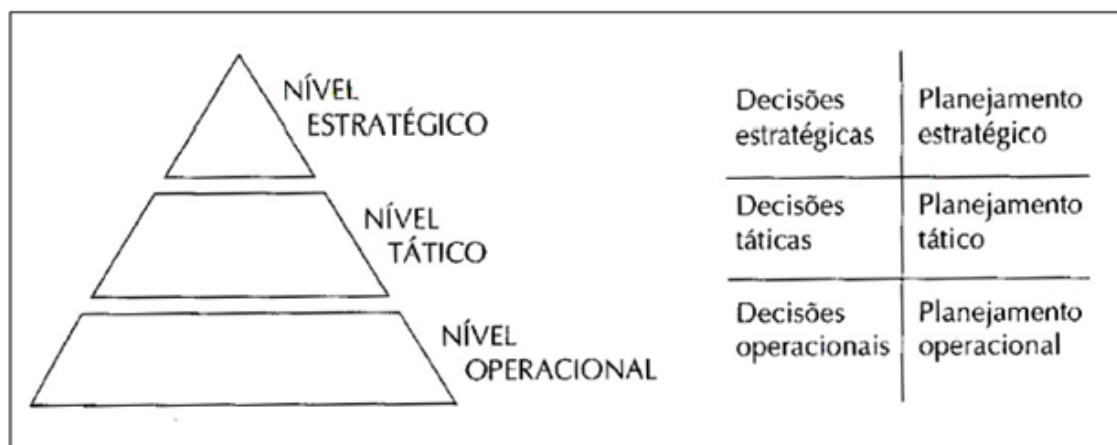 NÍVEL
ESTRATÉGICO
NÍVEL
TÁTICO
NÍVEL
OPERACIONAL
Decisões
estratégicas
Planejamento
estratégico
Decisões
táticas
Planejamento
tático
Decisões
operacionais
Planejamento
operacional